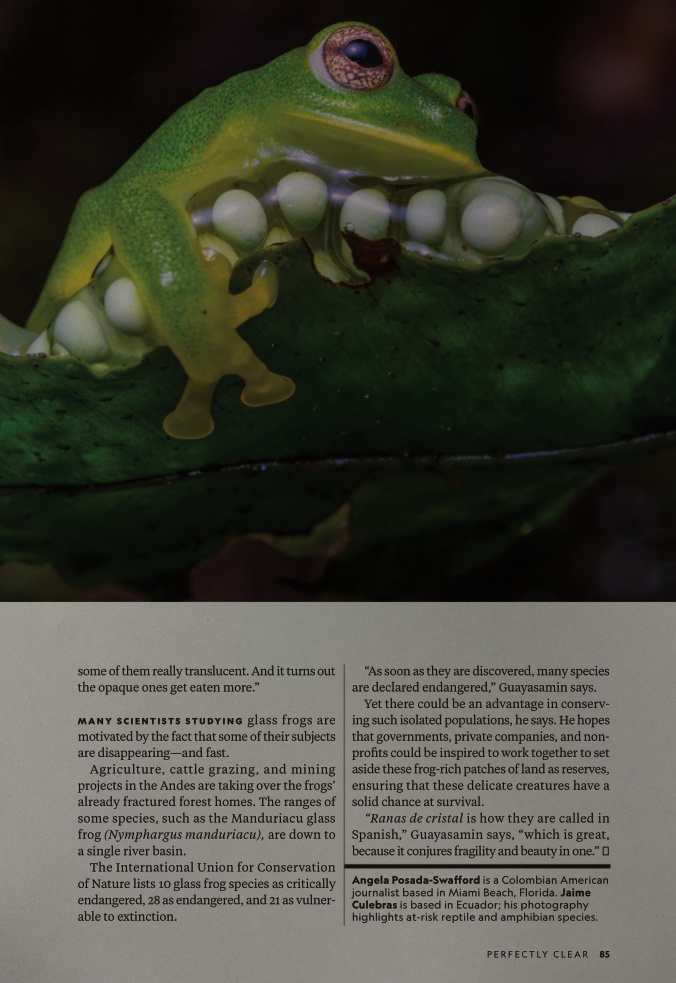 some of them really translucent. And it turns out
the opaque ones get eaten more.”
MANY SCIENTISTS STUDYING glass frogs are
motivated by the fact that some of their subjects
are disappearing—and fast.
Agriculture, cattle grazing, and mining
projects in the Andes are taking over the frogs’
already fractured forest homes. The ranges of
some species, such as the Manduriacu glass
frog (Nymphargus manduriacu), are down to
a single river basin.
The International Union for Conservation
of Nature lists 10 glass frog species as critically
endangered, 28 as endangered, and 21 as vulner-
able to extinction.
“As soon as they are discovered, many species
are declared endangered,” Guayasamin says.
Yet there could be an advantage in conserv-
ing such isolated populations, he says. He hopes
that governments, private companies, and non-
profits could be inspired to work together to set
aside these frog-rich patches of land as reserves,
ensuring that these delicate creatures have a
solid chance at survival.
“Ranas de cristal is how they are called in
Spanish,” Guayasamin says, “which is great,
because it conjures fragility and beauty in one.”
Angela Posada-Swafford is a Colombian American
journalist based in Miami Beach, Florida. Jaime
Culebras is based in Ecuador; his photography
highlights at-risk reptile and amphibian species.
PERFECTLY CLEAR 85